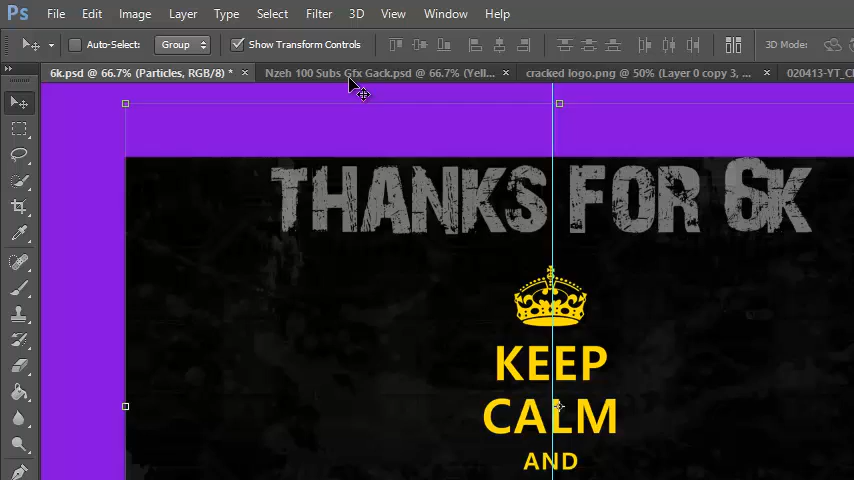 Ps File Edit Image Layer Type Select Filter 3D View Window Help
Auto-Select: Group Show Transform Controls 3D Mode:
6k.psd @ 66.7% (Particles, RGB/8) * × Nzeh 100 Subs Gfx Gack.psd @ 66.7% (Yell... × cracked logo.png @ 50% (Layer 0 copy 3, ... × 020413-YT_Cl
THANKS FOR 6K
KEEP
CALM
AND